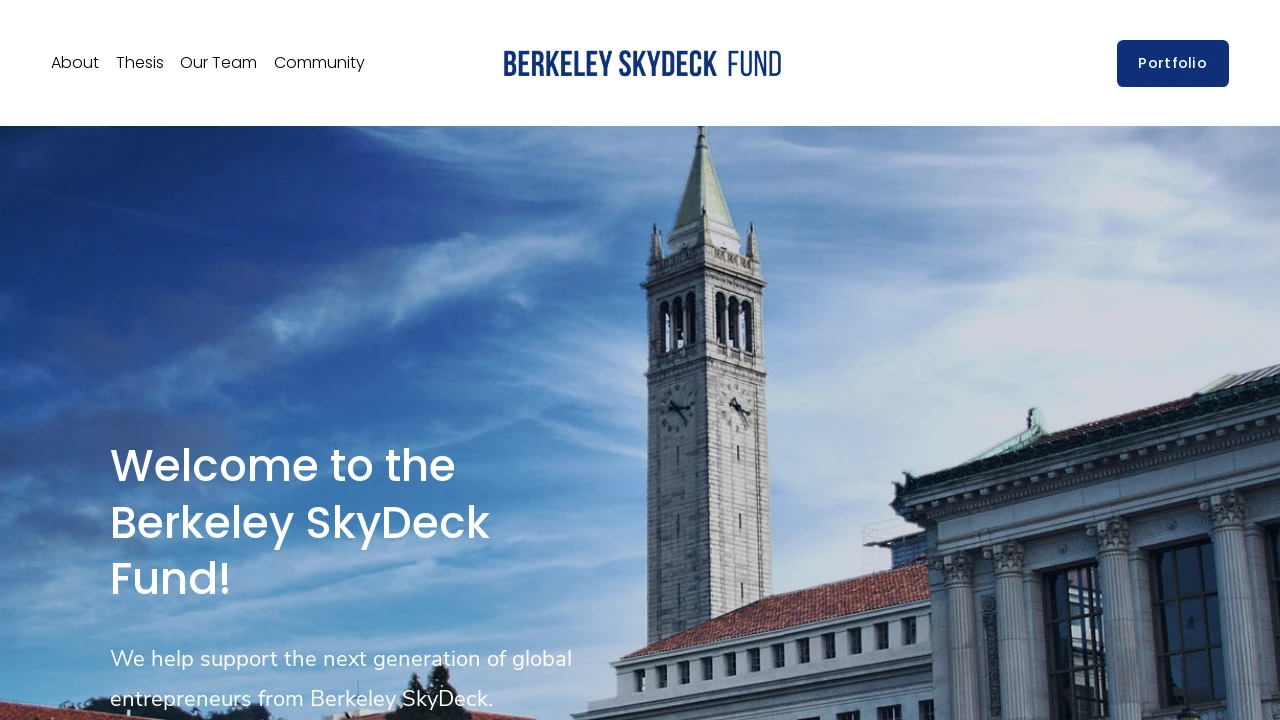 About Thesis Our Team Community
BERKELEY SKYDECK FUND
Portfolio
Welcome to the
Berkeley SkyDeck
Fund!
We help support the next generation of global
entrepreneurs from Berkeley SkyDeck.